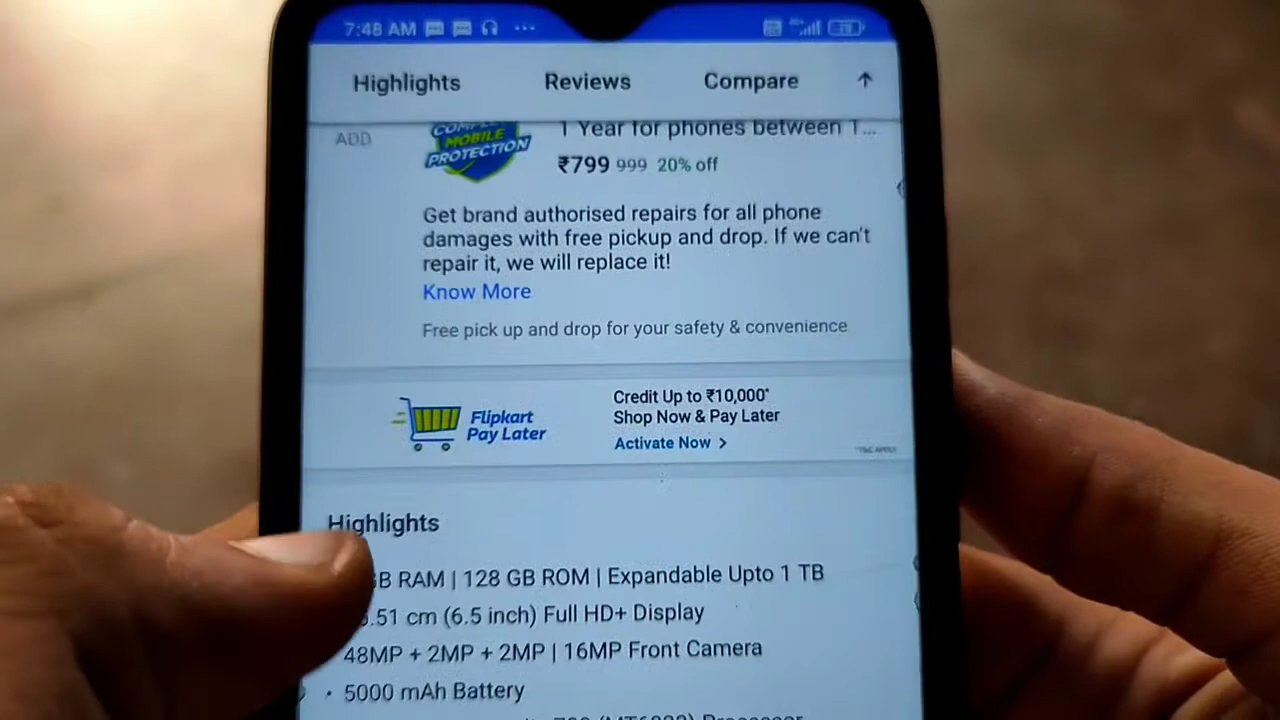 7:48 AM
Highlights Reviews Compare
ADD
MOBILE
PROTECTION
1 Year for phones between 1...
₹799 999 20% off
Get brand authorised repairs for all phone
damages with free pickup and drop. If we can't
repair it, we will replace it!
Know More
Free pick up and drop for your safety & convenience
Flipkart
Pay Later
Credit Up to ₹10,000*
Shop Now & Pay Later
Activate Now >
Highlights
GB RAM | 128 GB ROM | Expandable Upto 1 TB
.51 cm (6.5 inch) Full HD+ Display
48MP + 2MP + 2MP | 16MP Front Camera
• 5000 mAh Battery
Processor